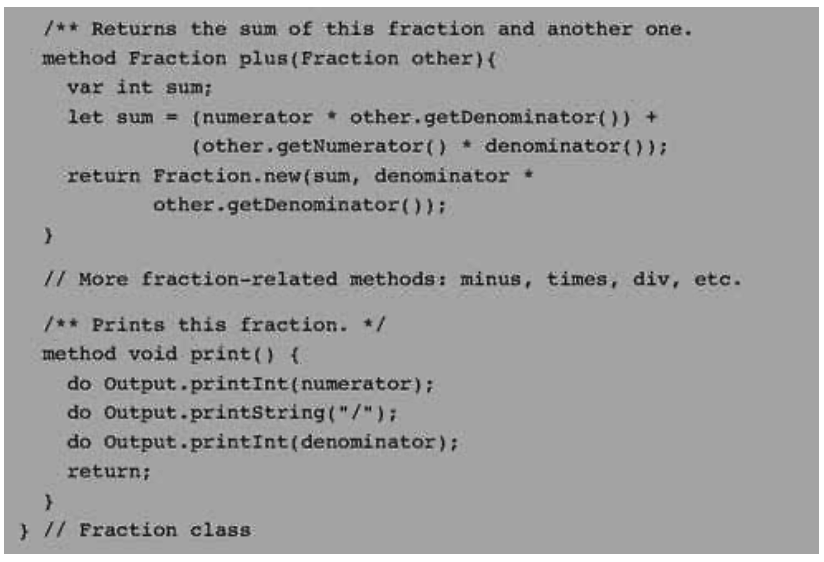 /** Returns the sum of this fraction and another one.
method Fraction plus(Fraction other){
var int sum;
let sum = (numerator * other.getDenominator()) +
(other.getNumerator() * denominator());
return Fraction.new(sum, denominator *
other.getDenominator());
}
// More fraction-related methods: minus, times, div, etc.
/** Prints this fraction. */
method void print() {
do Output.printInt(numerator);
do Output.printString("/");
do Output.printInt(denominator);
return;
}
} // Fraction class